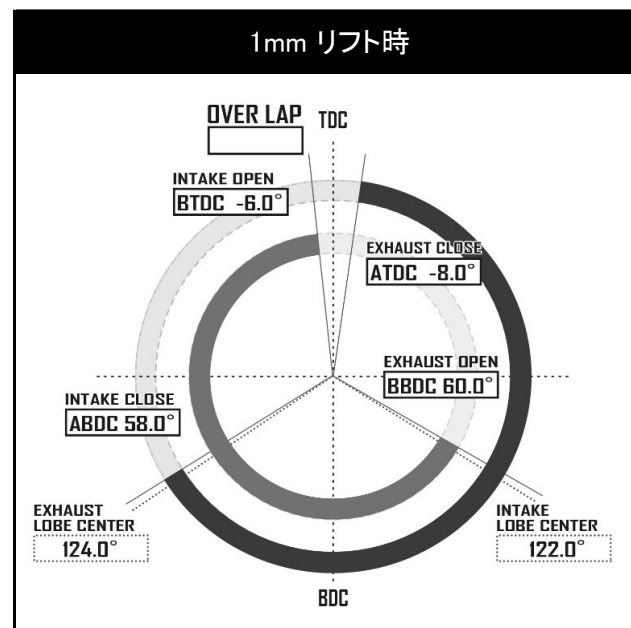 1mm リフト時
OVER LAP
TDC
INTAKE OPEN
BTDC -6.0°
EXHAUST CLOSE
ATDC -8.0°
EXHAUST OPEN
BBDC 60.0°
INTAKE CLOSE
ABDC 58.0°
EXHAUST
LOBE CENTER
124.0°
INTAKE
LOBE CENTER
122.0°
BDC